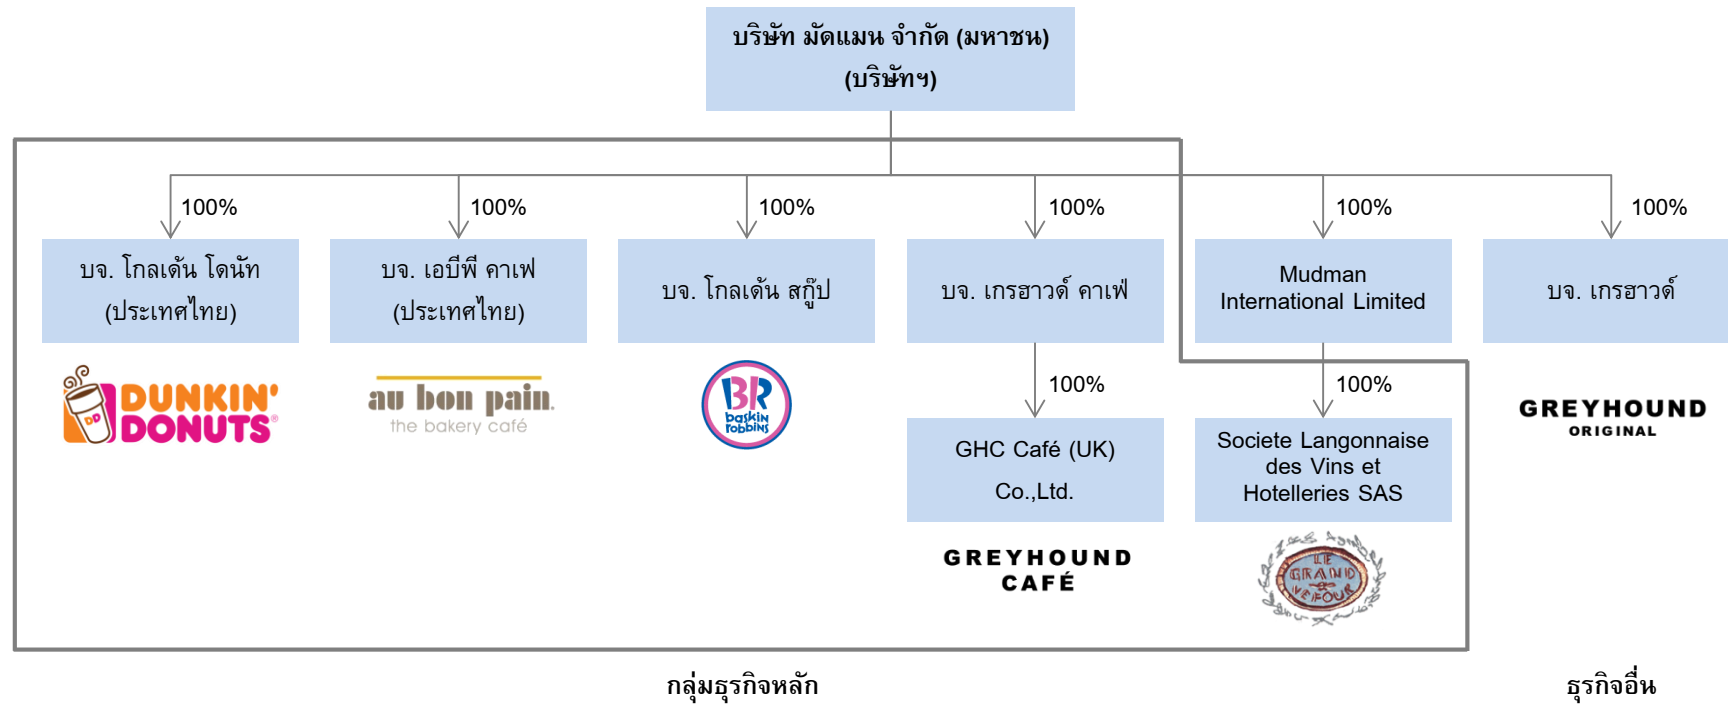 บริษัท มัดแมน จำกัด (มหาชน)
(บริษัทฯ)
100%
100%
100%
100%
100%
100%
บจ. โกลเด้น โดนัท
(ประเทศไทย)
บจ. เอบีพี คาเฟ่
(ประเทศไทย)
บจ. โกลเด้น สกู๊ป
บจ. เกรฮาวด์ คาเฟ่
Mudman
International Limited
บจ. เกรฮาวด์
DD
DUNKIN'
DONUTS®
au bon pain.
the bakery café
BR
baskin
robbins
100%
100%
GREYHOUND
ORIGINAL
GHC Café (UK)
Co.,Ltd.
Societe Langonnaise
des Vins et
Hotelleries SAS
GREYHOUND
CAFÉ
LE
GRAND
VEFOUR
กลุ่มธุรกิจหลัก
ธุรกิจอื่น